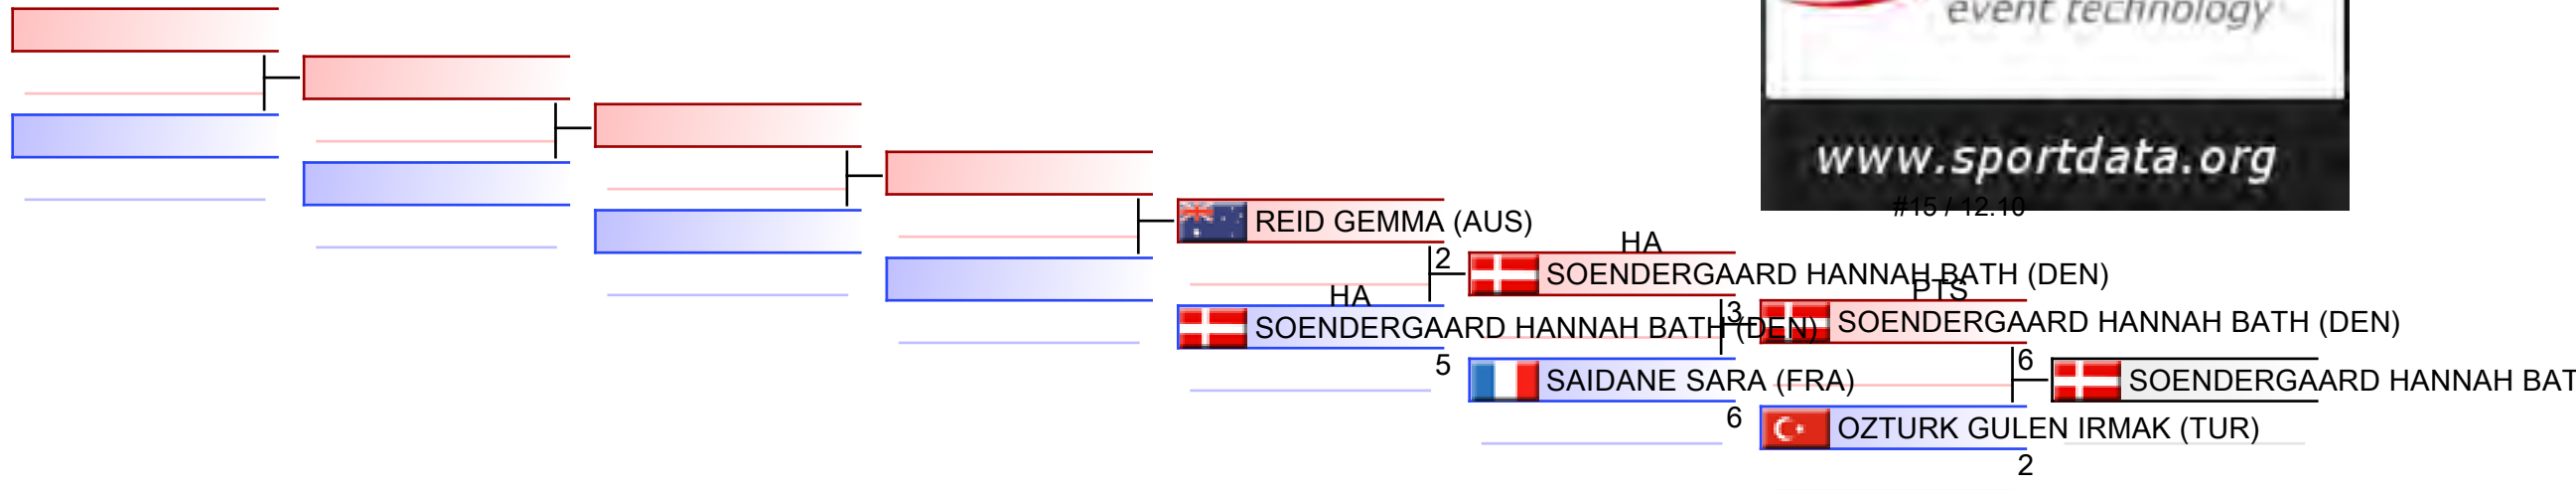 event technology
www.sportdata.org
#15 / 12.10
REID GEMMA (AUS)
HA
2
SOENDERGAARD HANNAH BATH (DEN)
PTS
HA
3
SOENDERGAARD HANNAH BATH (DEN)
SOENDERGAARD HANNAH BATH (DEN)
5
6
SAIDANE SARA (FRA)
SOENDERGAARD HANNAH BAT
6
OZTURK GULEN IRMAK (TUR)
2